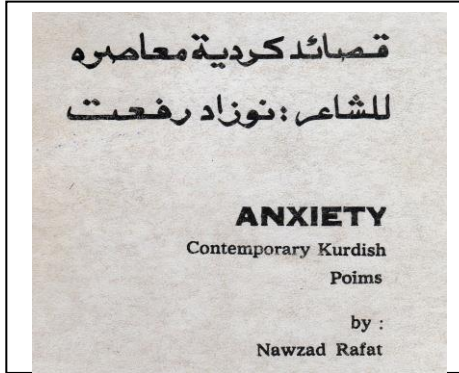 قصائد كردية معاصره
للشاعر : نوزاد رفعت
ANXIETY
Contemporary Kurdish
Poims
by :
Nawzad Rafat